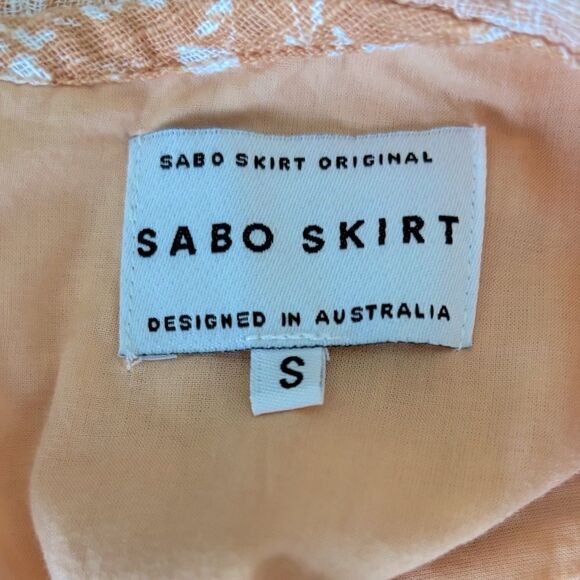 SABO SKIRT ORIGINAL
SABO SKIRT
DESIGNED IN AUSTRALIA
S